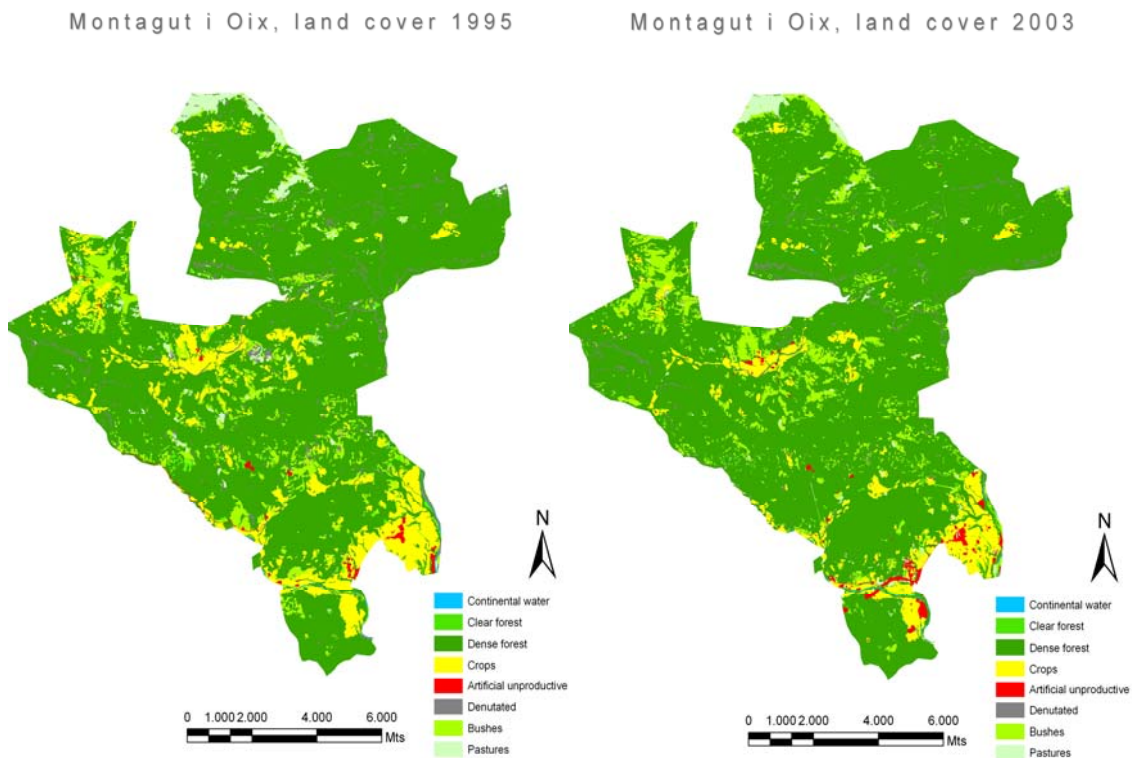 Montagut i Oix, land cover 1995
N
Continental water
Clear forest
Dense forest
Crops
Artificial unproductive
Denutated
Bushes
Pastures
0 1.000 2.000 4.000 6.000
Mts
Montagut i Oix, land cover 2003
N
Continental water
Clear forest
Dense forest
Crops
Artificial unproductive
Denutated
Bushes
Pastures
0 1.000 2.000 4.000 6.000
Mts